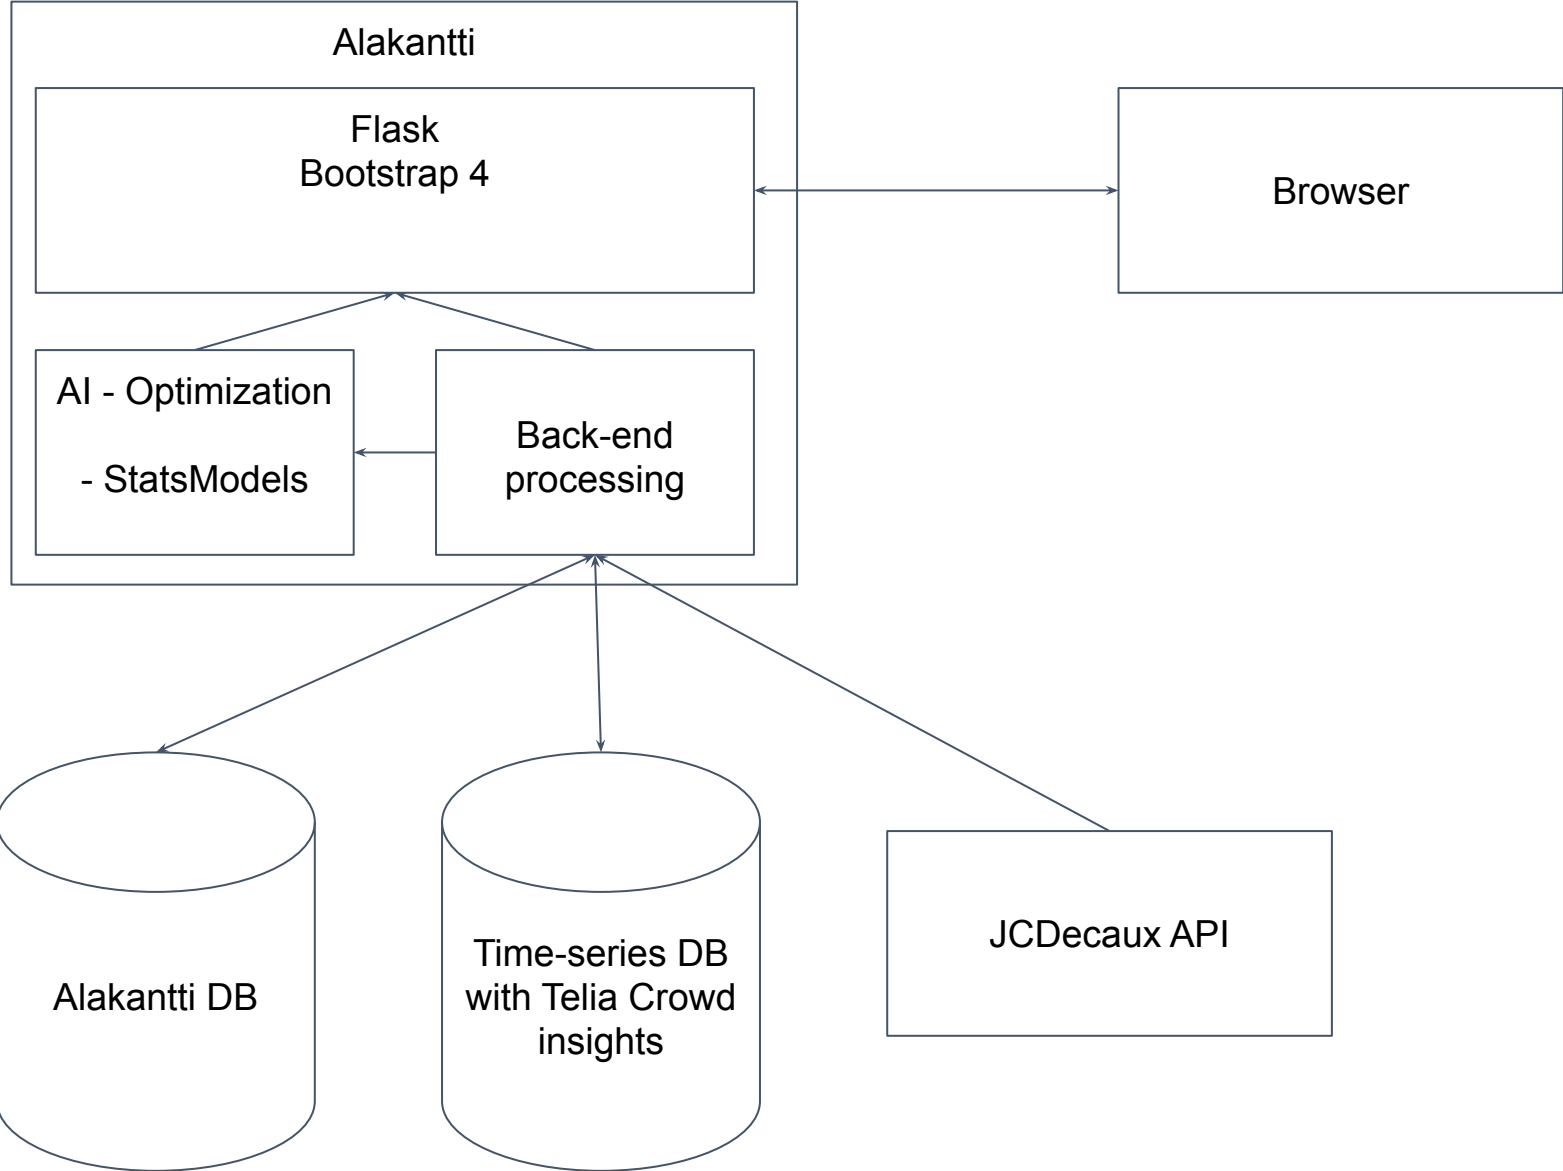 Alakantti
Flask
Bootstrap 4
Browser
AI - Optimization
- StatsModels
Back-end
processing
Alakantti DB
Time-series DB
with Telia Crowd
insights
JCDecaux API